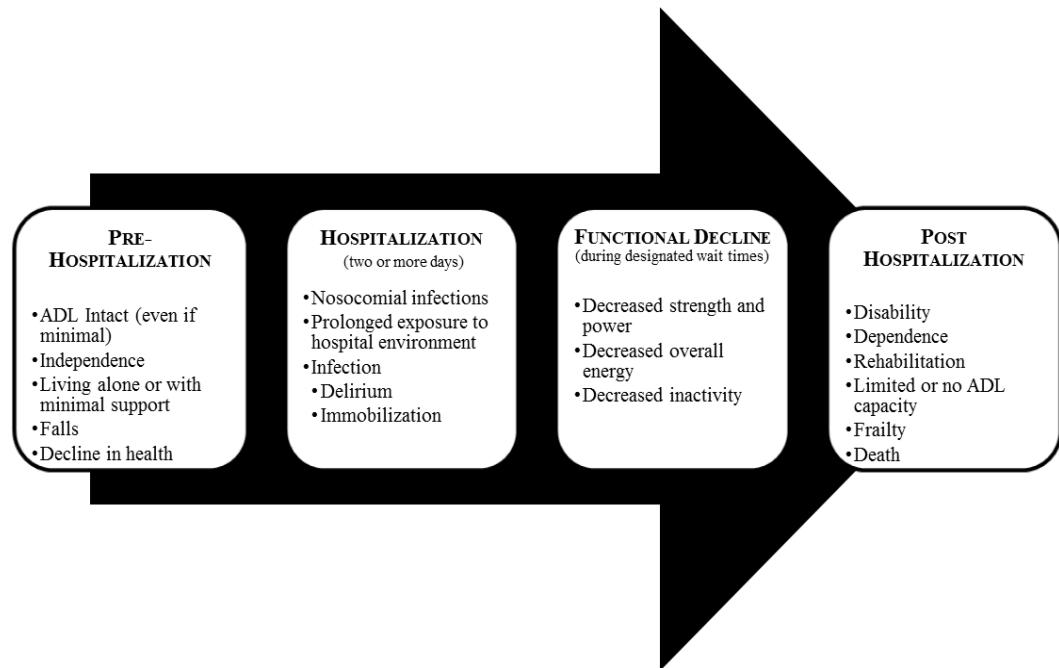 PRE-
HOSPITALIZATION
•ADL Intact (even if
minimal)
•Independence
•Living alone or with
minimal support
•Falls
•Decline in health
HOSPITALIZATION
(two or more days)
•Nosocomial infections
•Prolonged exposure to
hospital environment
•Infection
•Delirium
•Immobilization
FUNCTIONAL DECLINE
(during designated wait times)
•Decreased strength and
power
•Decreased overall
energy
•Decreased inactivity
POST
HOSPITALIZATION
•Disability
•Dependence
•Rehabilitation
•Limited or no ADL
capacity
•Frailty
•Death